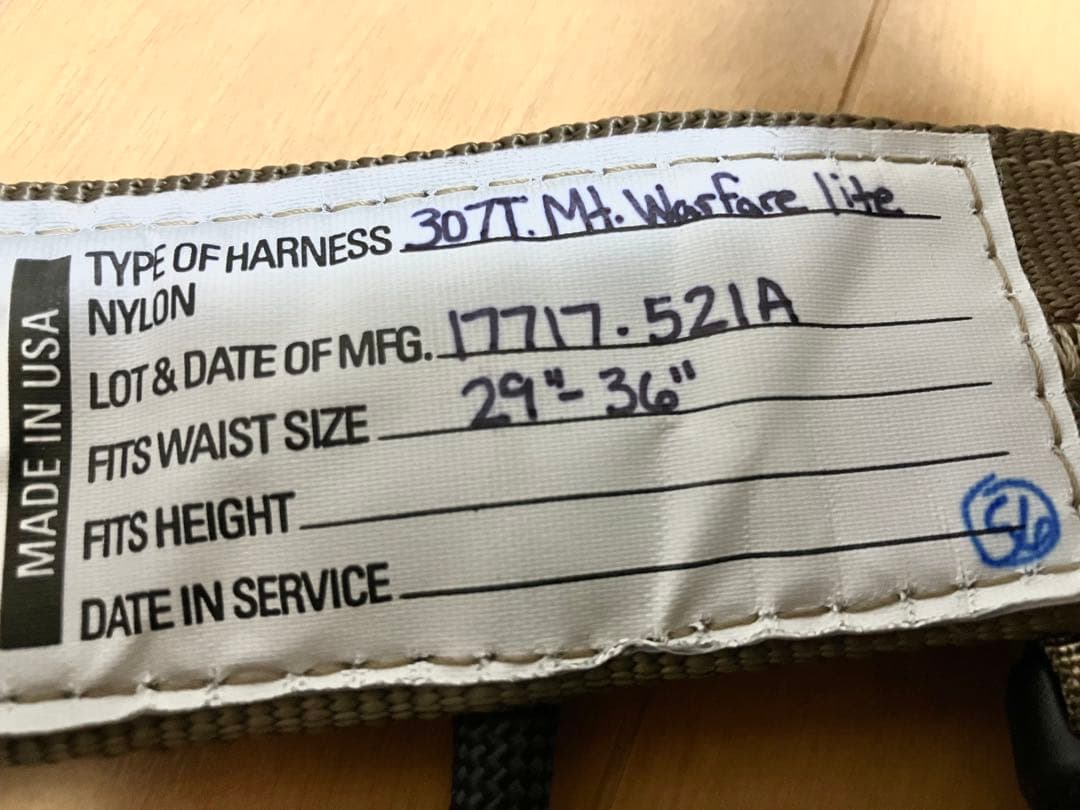 MADE IN USA
TYPE OF HARNESS 307T. Mt. Warfare lite
NYLON
LOT & DATE OF MFG. 17717.521A
FITS WAIST SIZE 29"-36"
FITS HEIGHT
DATE IN SERVICE